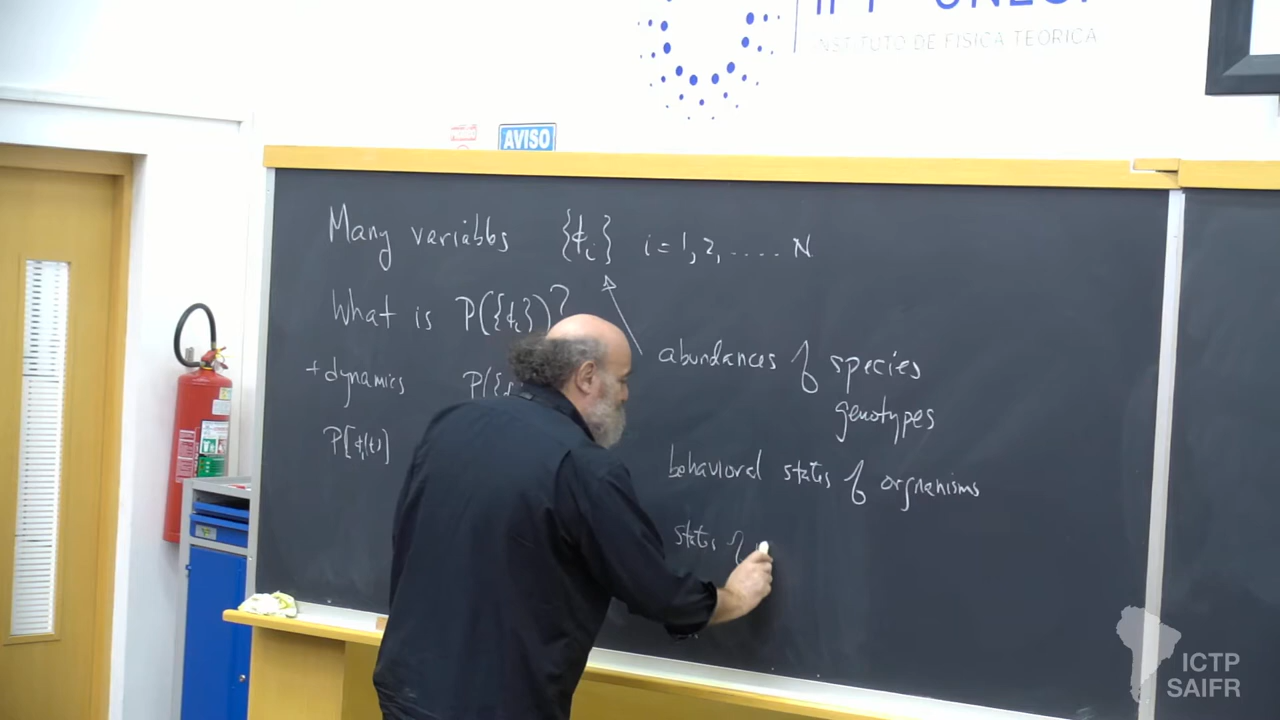 INSTITUTO DE FISICA TEORICA
AVISO
Many variables {ϕi} i = 1, 2, ..... N
What is P({ϕi})?
abundances of species
+ dynamics P({
genotypes
P[ϕi(t)]
behavioral states of orgnanisms
states of
ICTP
SAIFR